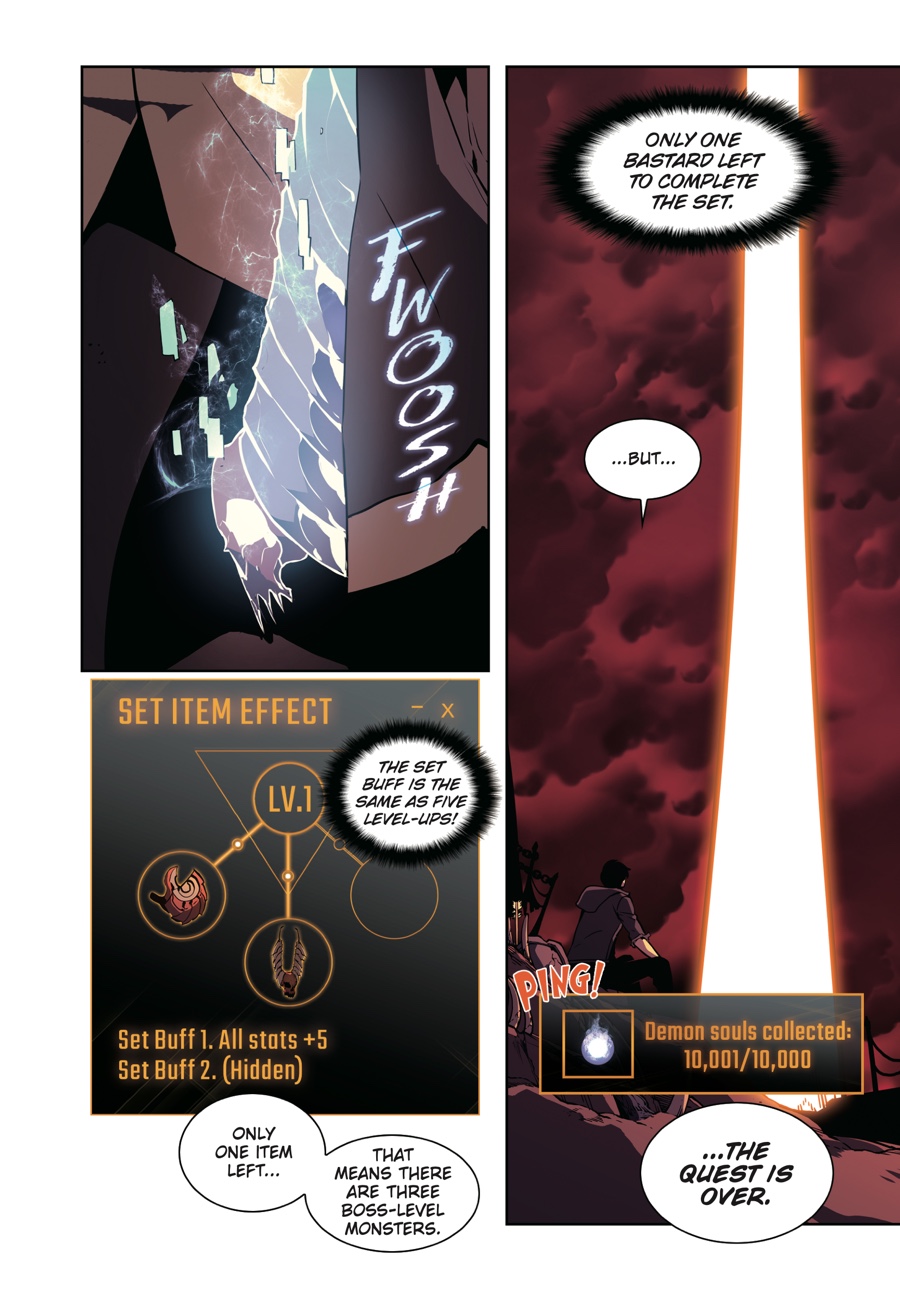 FWOOSH
SET ITEM EFFECT
– X
LV.1
THE SET
BUFF IS THE
SAME AS FIVE
LEVEL-UPS!
Set Buff 1. All stats +5
Set Buff 2. (Hidden)
ONLY
ONE ITEM
LEFT...
THAT
MEANS THERE
ARE THREE
BOSS-LEVEL
MONSTERS.
ONLY ONE
BASTARD LEFT
TO COMPLETE
THE SET.
...BUT...
PING!
Demon souls collected:
10,001/10,000
...THE
QUEST IS
OVER.